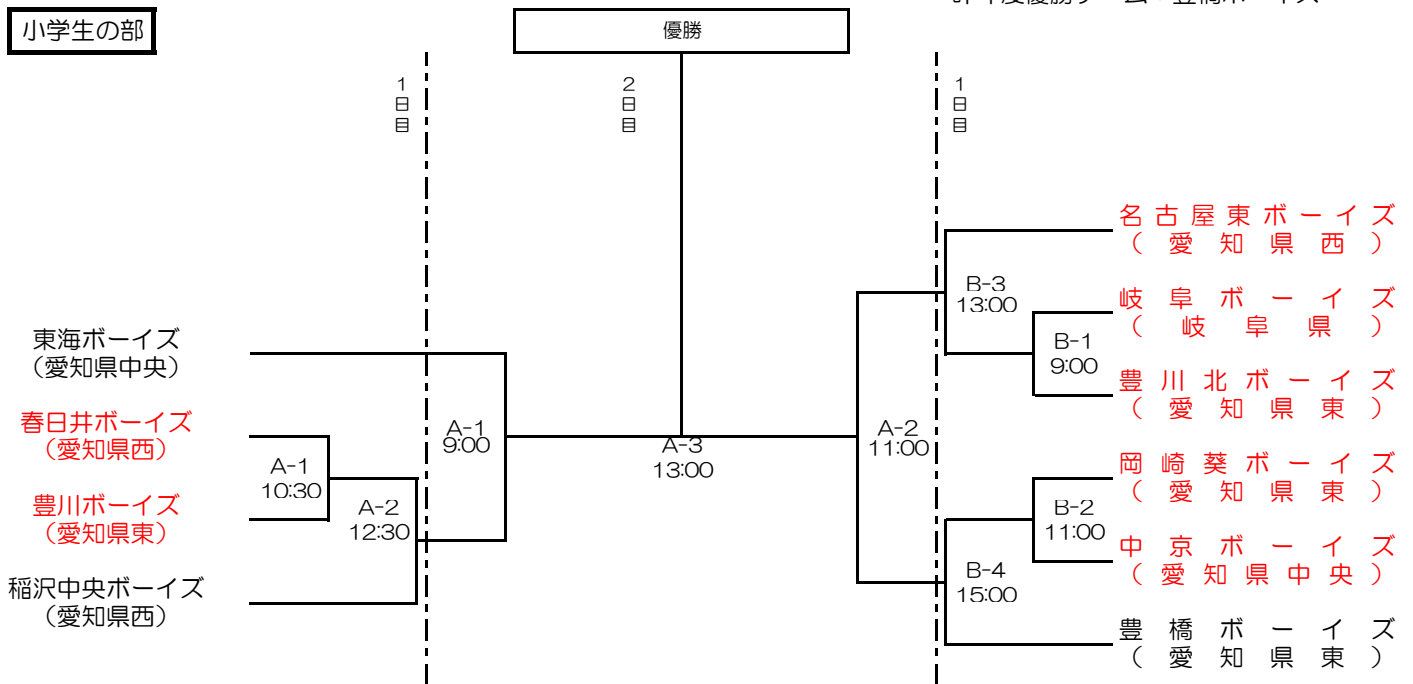 小学生の部
優勝
1日目
2日目
1日目
東海ボーイズ
（愛知県中央）
春日井ボーイズ
（愛知県西）
豊川ボーイズ
（愛知県東）
稲沢中央ボーイズ
（愛知県西）
A-1
10:30
A-2
12:30
A-1
9:00
A-3
13:00
A-2
11:00
B-3
13:00
B-1
9:00
B-2
11:00
B-4
15:00
名古屋東ボーイズ
（愛知県西）
岐阜ボーイズ
（岐阜県）
豊川北ボーイズ
（愛知県東）
岡崎葵ボーイズ
（愛知県東）
中京ボーイズ
（愛知県中央）
豊橋ボーイズ
（愛知県東）